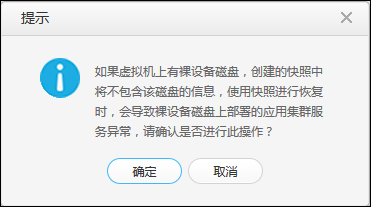 提示
如果虚拟机上有裸设备磁盘，创建的快照中
将不包含该磁盘的信息，使用快照进行恢复
时，会导致裸设备磁盘上部署的应用集群服
务异常，请确认是否进行此操作？
确定 取消